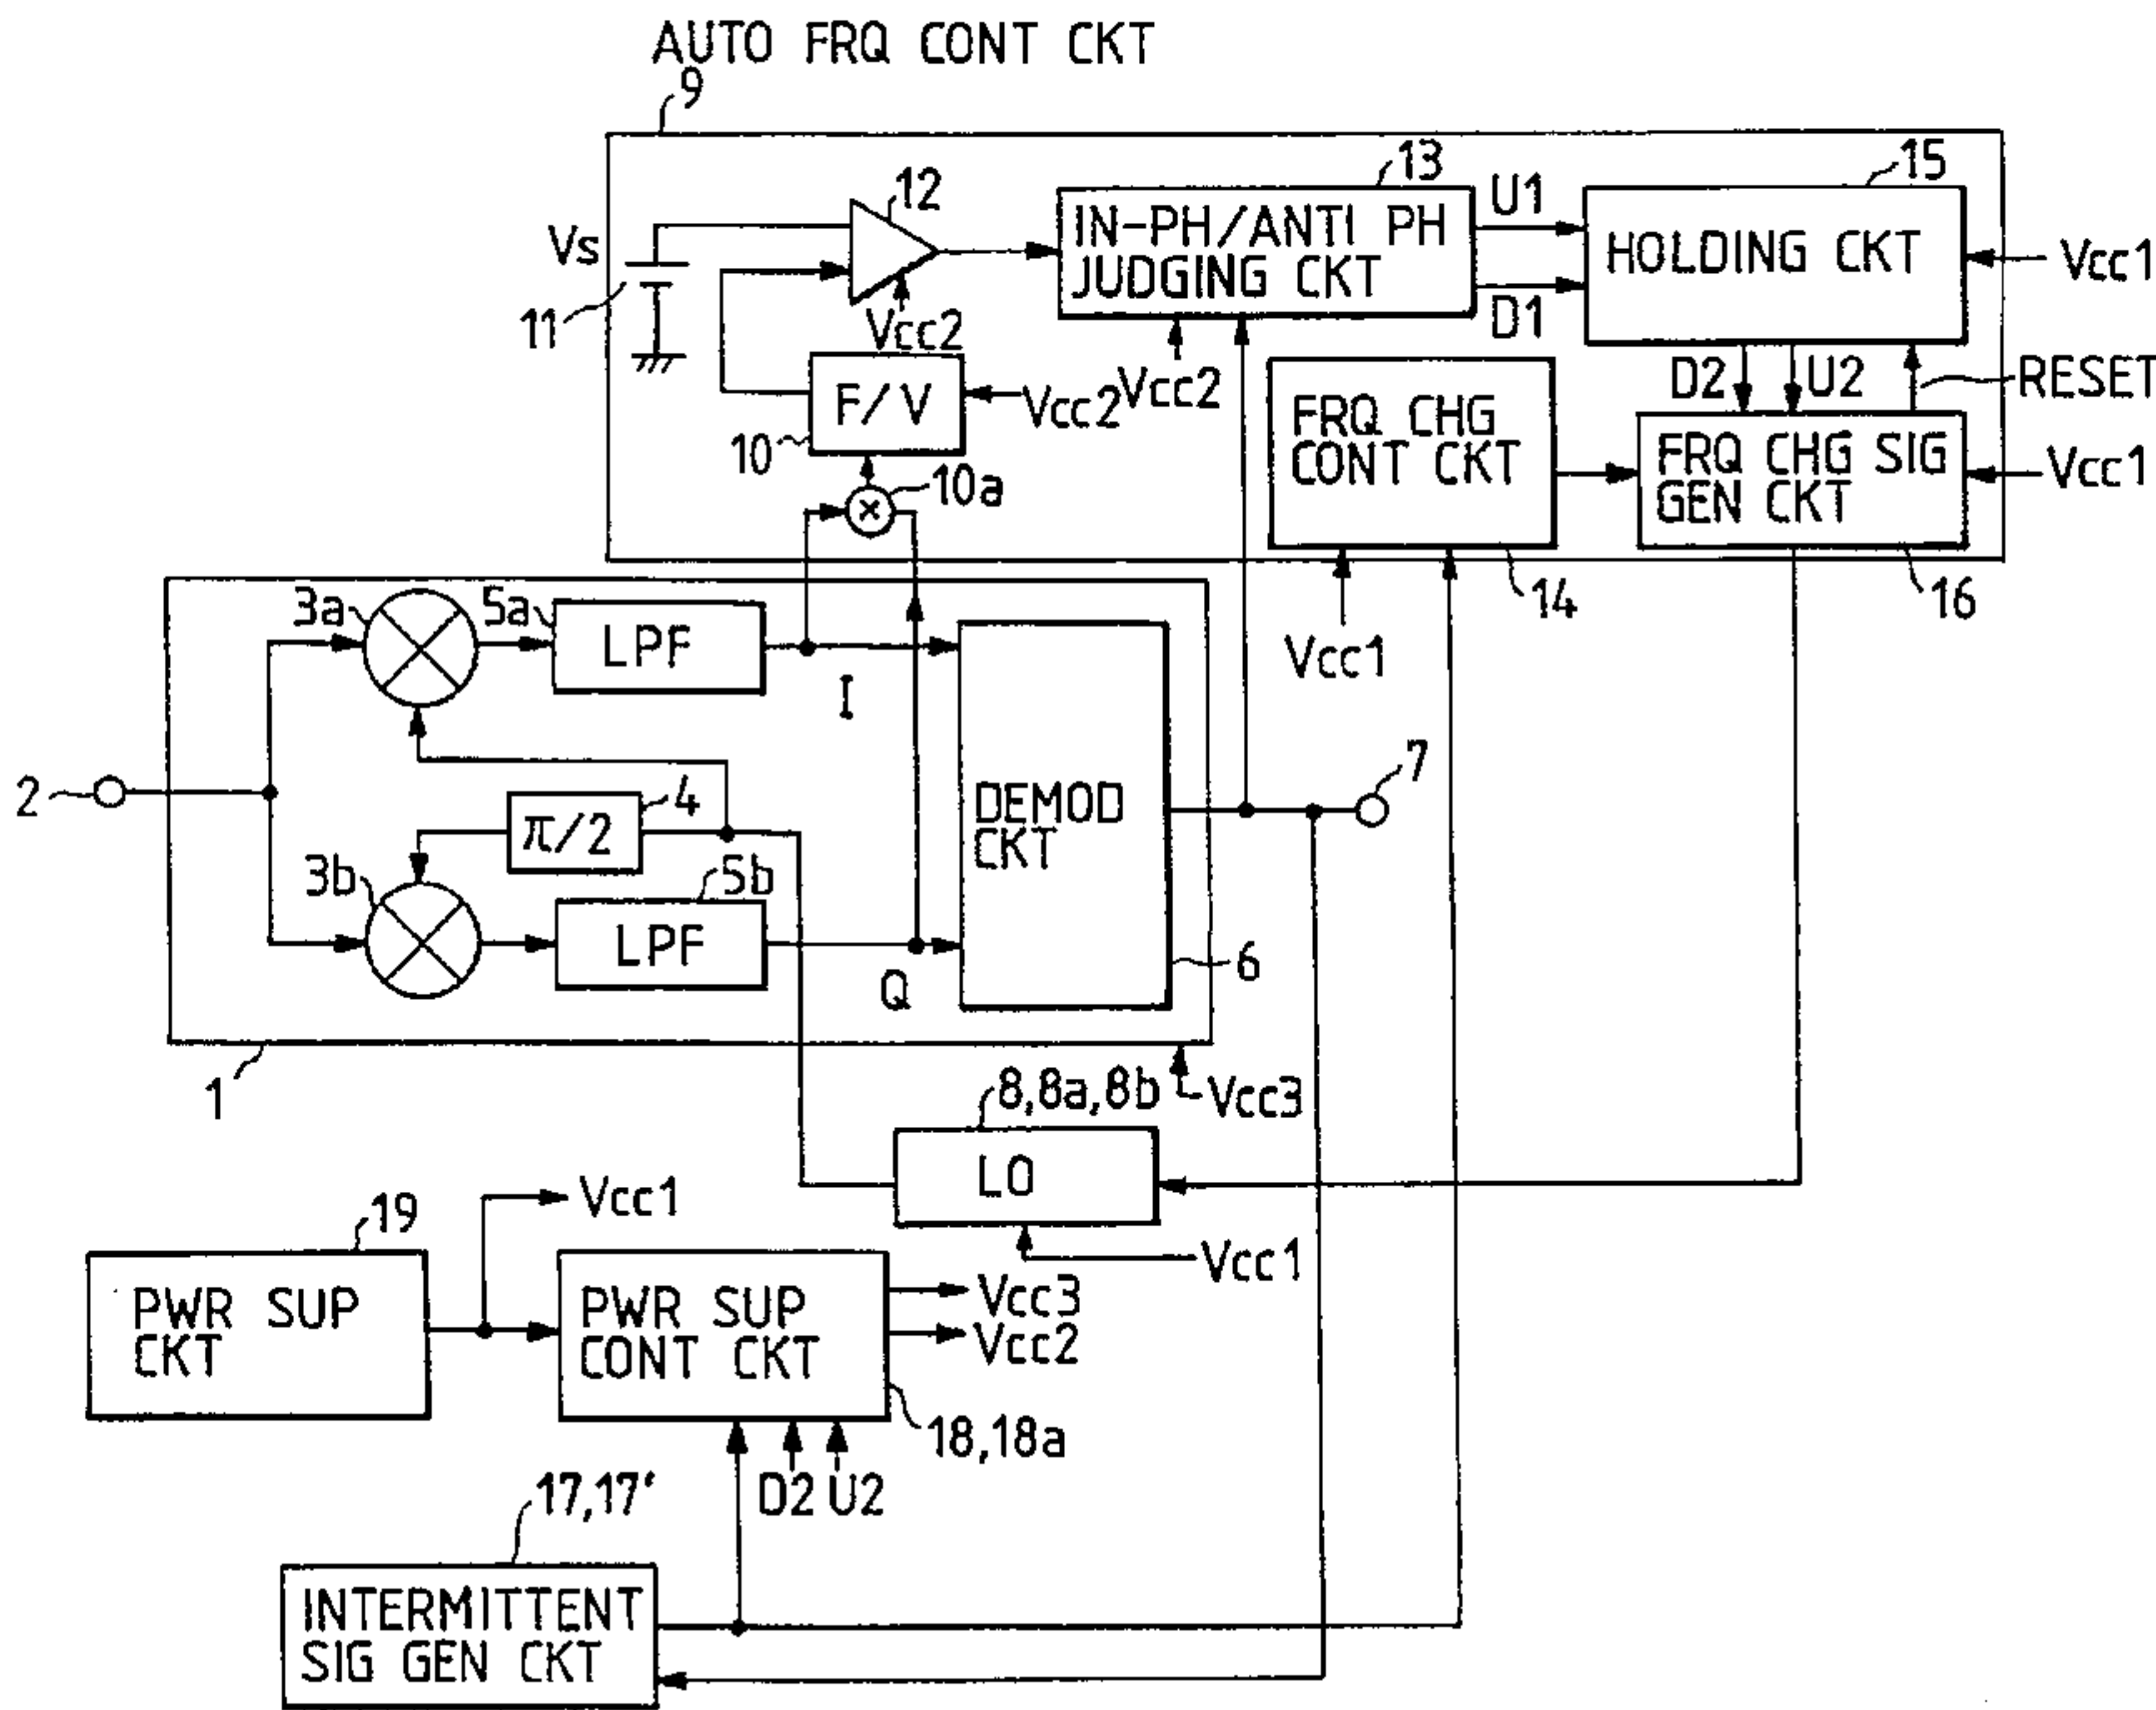 AUTO FRQ CONT CKT
9
12
13
15
U1
Vs
IN-PH/ANTI PH
JUDGING CKT
HOLDING CKT
Vcc1
11
D1
Vcc2
Vcc2
D2
U2
RESET
F/V
Vcc2
10
FRQ CHG
CONT CKT
FRQ CHG SIG
GEN CKT
Vcc1
10a
×
3a
5a
LPF
14
16
Vcc1
I
2
4
7
π/2
DEMOD
CKT
3b
5b
LPF
Q
6
1
8,8a,8b
Vcc3
LO
19
Vcc1
Vcc1
PWR SUP
CKT
PWR SUP
CONT CKT
Vcc3
Vcc2
18,18a
D2
U2
17,17'
INTERMITTENT
SIG GEN CKT